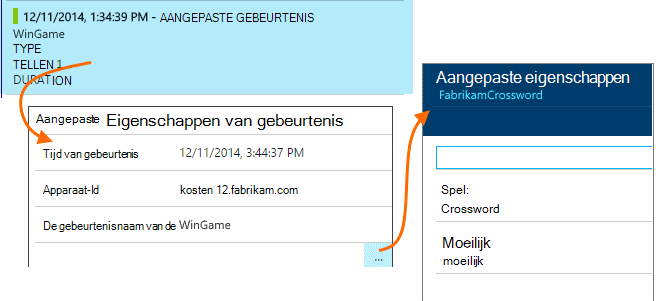 12/11/2014, 1:34:39 PM - AANGEPASTE GEBEURTENIS
WinGame
TYPE
TELLEN 1
DURATION
Aangepaste Eigenschappen van gebeurtenis
Tijd van gebeurtenis 12/11/2014, 3:44:37 PM
Apparaat-Id kosten 12.fabrikam.com
De gebeurtenisnaam van de WinGame
...
Aangepaste eigenschappen
FabrikamCrossword
Spel:
Crossword
Moeilijk
moeilijk